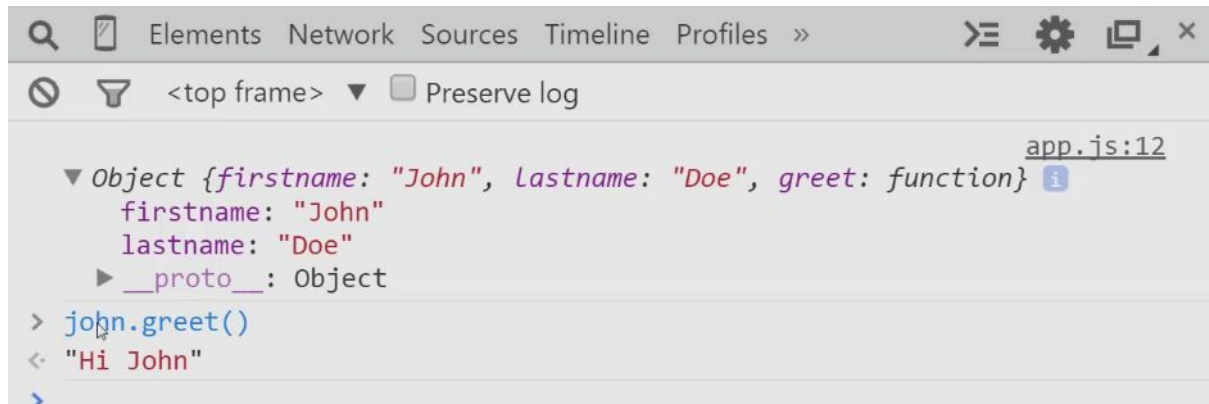 Elements Network Sources Timeline Profiles »
<top frame> ▼ Preserve log
app.js:12
▼ Object {firstname: "John", lastname: "Doe", greet: function} i
firstname: "John"
lastname: "Doe"
▶ __proto__: Object
> john.greet()
<· "Hi John"
>